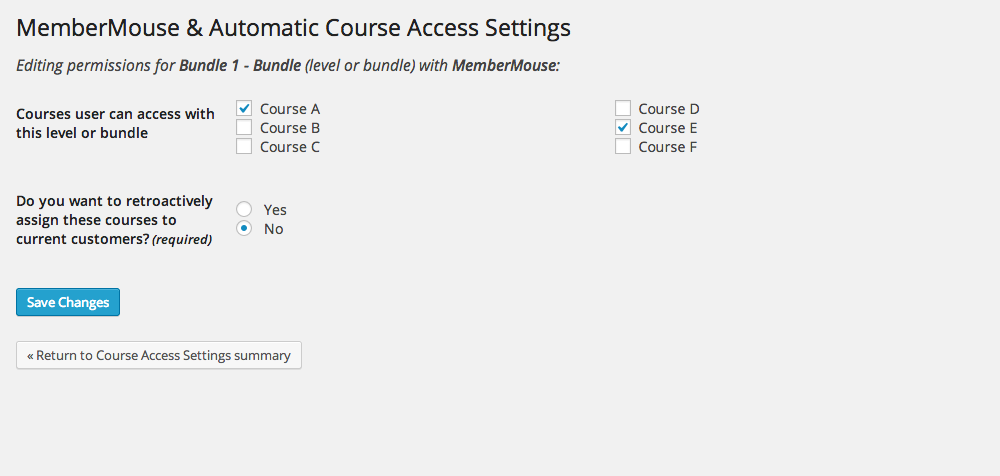 MemberMouse & Automatic Course Access Settings
Editing permissions for Bundle 1 - Bundle (level or bundle) with MemberMouse:
Courses user can access with
this level or bundle
Course A
Course B
Course C
Course D
Course E
Course F
Do you want to retroactively
assign these courses to
current customers? (required)
Yes
No
Save Changes
« Return to Course Access Settings summary